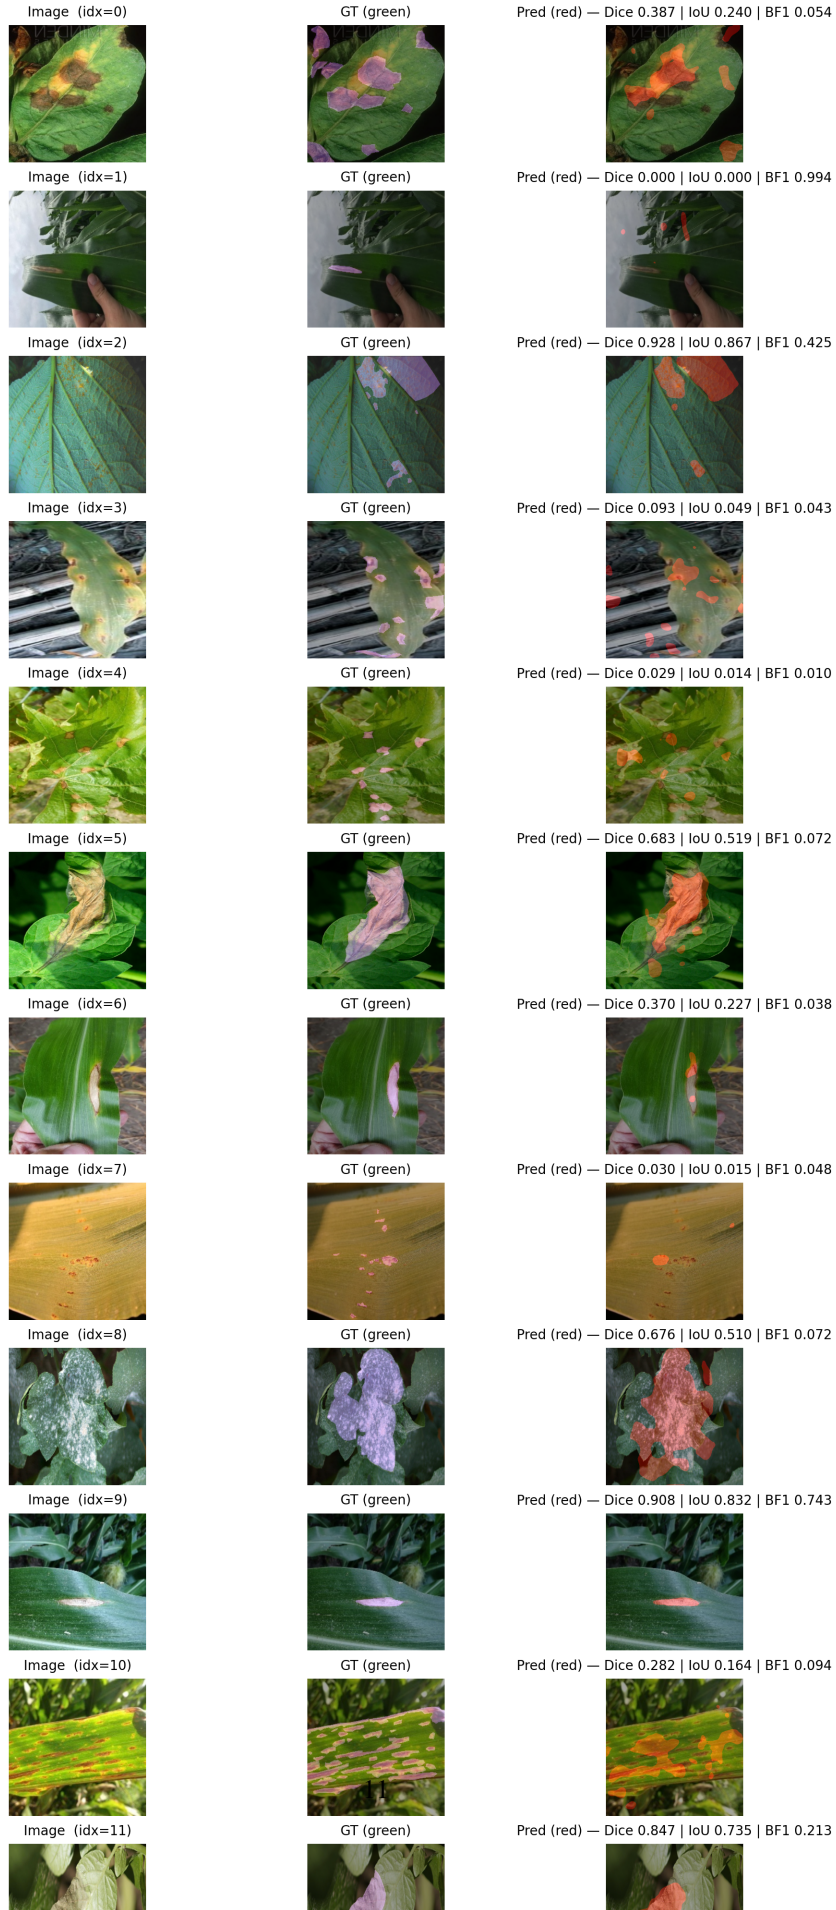 Image (idx=0) GT (green) Pred (red) — Dice 0.387 | IoU 0.240 | BF1 0.054
Image (idx=1) GT (green) Pred (red) — Dice 0.000 | IoU 0.000 | BF1 0.994
Image (idx=2) GT (green) Pred (red) — Dice 0.928 | IoU 0.867 | BF1 0.425
Image (idx=3) GT (green) Pred (red) — Dice 0.093 | IoU 0.049 | BF1 0.043
Image (idx=4) GT (green) Pred (red) — Dice 0.029 | IoU 0.014 | BF1 0.010
Image (idx=5) GT (green) Pred (red) — Dice 0.683 | IoU 0.519 | BF1 0.072
Image (idx=6) GT (green) Pred (red) — Dice 0.370 | IoU 0.227 | BF1 0.038
Image (idx=7) GT (green) Pred (red) — Dice 0.030 | IoU 0.015 | BF1 0.048
Image (idx=8) GT (green) Pred (red) — Dice 0.676 | IoU 0.510 | BF1 0.072
Image (idx=9) GT (green) Pred (red) — Dice 0.908 | IoU 0.832 | BF1 0.743
Image (idx=10) GT (green) Pred (red) — Dice 0.282 | IoU 0.164 | BF1 0.094
11
Image (idx=11) GT (green) Pred (red) — Dice 0.847 | IoU 0.735 | BF1 0.213